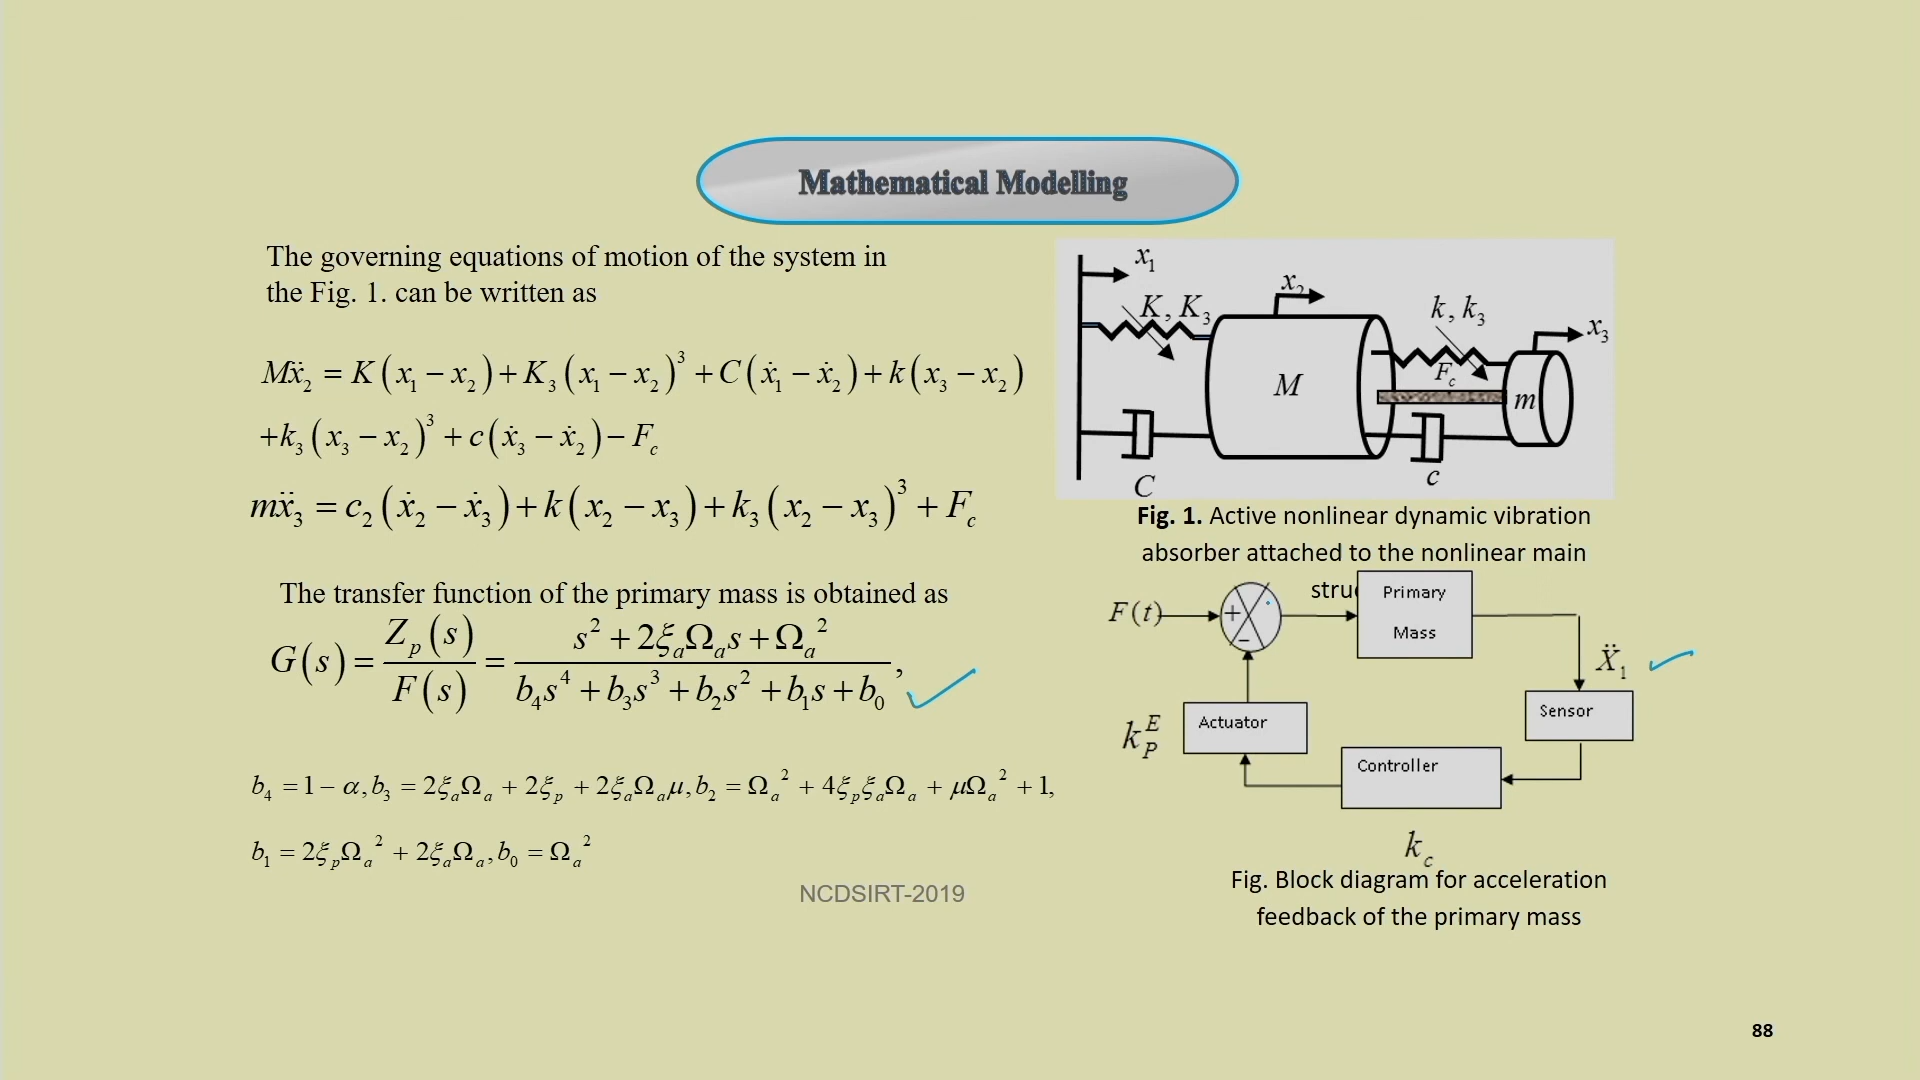 Mathematical Modelling
The governing equations of motion of the system in
the Fig. 1. can be written as
Mẍ₂ = K(x₁ − x₂) + K₃(x₁ − x₂)³ + C(ẋ₁ − ẋ₂) + k(x₃ − x₂)
+k₃(x₃ − x₂)³ + c(ẋ₃ − ẋ₂) − F_c
mẍ₃ = c₂(ẋ₂ − ẋ₃) + k(x₂ − x₃) + k₃(x₂ − x₃)³ + F_c
The transfer function of the primary mass is obtained as
G(s) = Z_p(s) / F(s) = (s² + 2ξ_aΩ_as + Ω_a²) / (b₄s⁴ + b₃s³ + b₂s² + b₁s + b₀),
b₄ = 1 − α, b₃ = 2ξ_aΩ_a + 2ξ_p + 2ξ_aΩ_aμ, b₂ = Ω_a² + 4ξ_pξ_aΩ_a + μΩ_a² + 1,
b₁ = 2ξ_pΩ_a² + 2ξ_aΩ_a, b₀ = Ω_a²
NCDSIRT-2019
x₁
x₂
K, K₃
k, k₃
x₃
F_c
M
m
C
c
Fig. 1. Active nonlinear dynamic vibration
absorber attached to the nonlinear main
struc
F(t)
+
−
Primary
Mass
Ẍ₁
Sensor
Actuator
k_P^E
Controller
k_c
Fig. Block diagram for acceleration
feedback of the primary mass
88